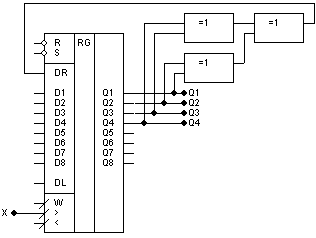 =1 =1
R RG
S
=1
DR
D1 Q1 Q1
D2 Q2 Q2
D3 Q3 Q3
D4 Q4 Q4
D5 Q5
D6 Q6
D7 Q7
D8 Q8
DL
W
X >
<